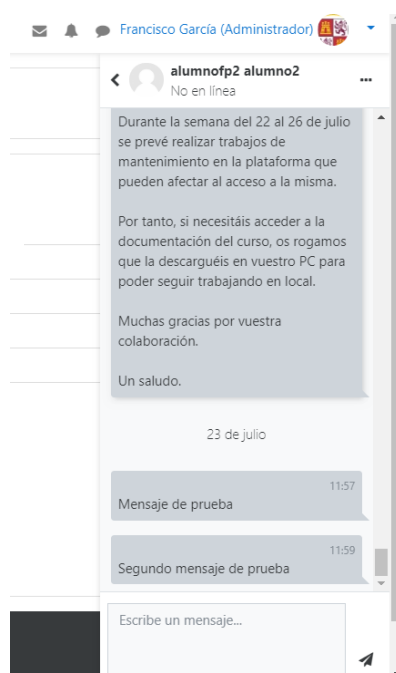 Francisco García (Administrador)
alumnofp2 alumno2
No en línea
Durante la semana del 22 al 26 de julio
se prevé realizar trabajos de
mantenimiento en la plataforma que
pueden afectar al acceso a la misma.
Por tanto, si necesitáis acceder a la
documentación del curso, os rogamos
que la descarguéis en vuestro PC para
poder seguir trabajando en local.
Muchas gracias por vuestra
colaboración.
Un saludo.
23 de julio
11:57
Mensaje de prueba
11:59
Segundo mensaje de prueba
Escribe un mensaje...